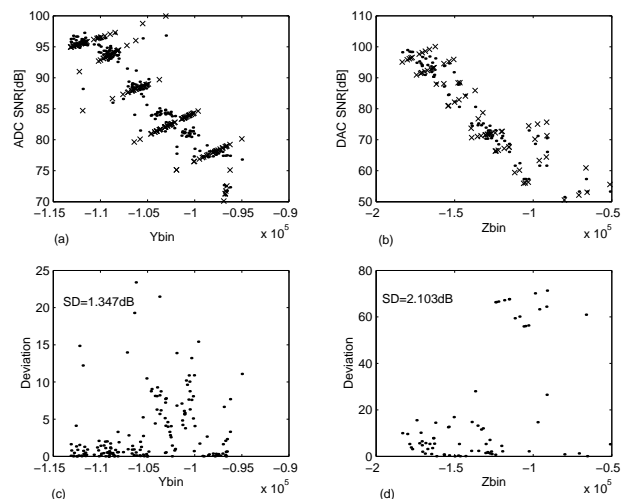 100
95
90
85
80
75
70
ADC SNR[dB]
−1.15 −1.1 −1.05 −1 −0.95 −0.9
Ybin
x 10^5
(a)
100
90
80
70
60
50
DAC SNR[dB]
−2 −1.5 −1 −0.5
Zbin
x 10^5
(b)
25
20
15
10
5
0
Deviation
SD=1.347dB
−1.15 −1.1 −1.05 −1 −0.95 −0.9
Ybin
x 10^5
(c)
80
60
40
20
0
Deviation
SD=2.103dB
−2 −1.5 −1 −0.5
Zbin
x 10^5
(d)